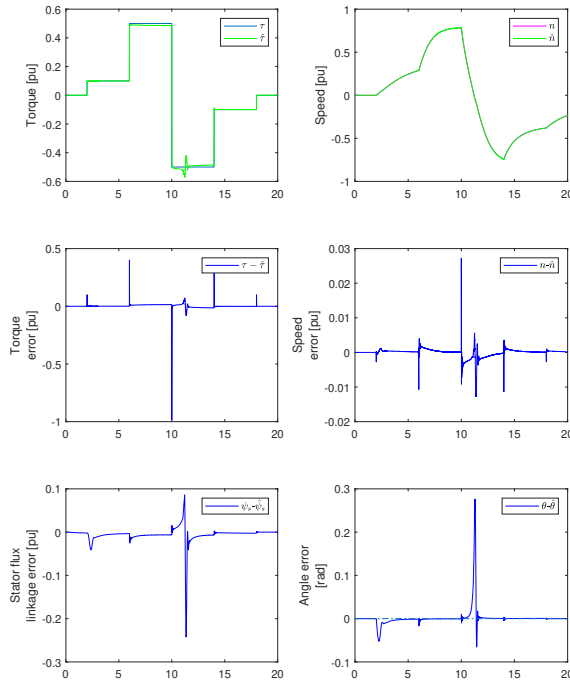 0.6
0.4
0.2
0
-0.2
-0.4
-0.6
Torque [pu]
τ
τ̂
0 5 10 15 20
1
0.5
0
-0.5
-1
Speed [pu]
n
n̂
0 5 10 15 20
0.5
0
-0.5
-1
Torque
error [pu]
τ − τ̂
0 5 10 15 20
0.03
0.02
0.01
0
-0.01
-0.02
Speed
error [pu]
n-n̂
0 5 10 15 20
0.1
0
-0.1
-0.2
-0.3
Stator flux
linkage error [pu]
ψs-ψ̂s
0 5 10 15 20
0.3
0.2
0.1
0
-0.1
Angle error
[rad]
θ-θ̂
0 5 10 15 20